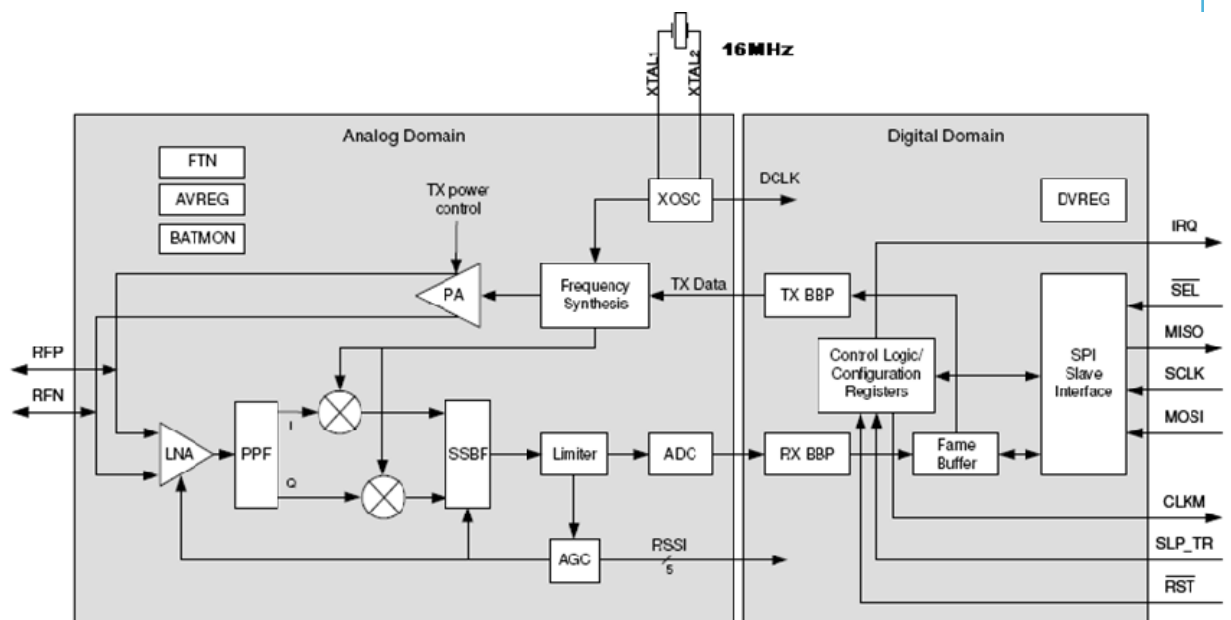 XTAL1
XTAL2
16MHz
Analog Domain
Digital Domain
FTN
AVREG
BATMON
TX power
control
XOSC
DCLK
DVREG
IRQ
PA
Frequency
Synthesis
TX Data
TX BBP
SEL
MISO
SCLK
MOSI
Control Logic/
Configuration
Registers
SPI
Slave
Interface
RFP
RFN
LNA
PPF
I
Q
SSBF
Limiter
ADC
RX BBP
Fame
Buffer
AGC
RSSI
5
CLKM
SLP_TR
RST